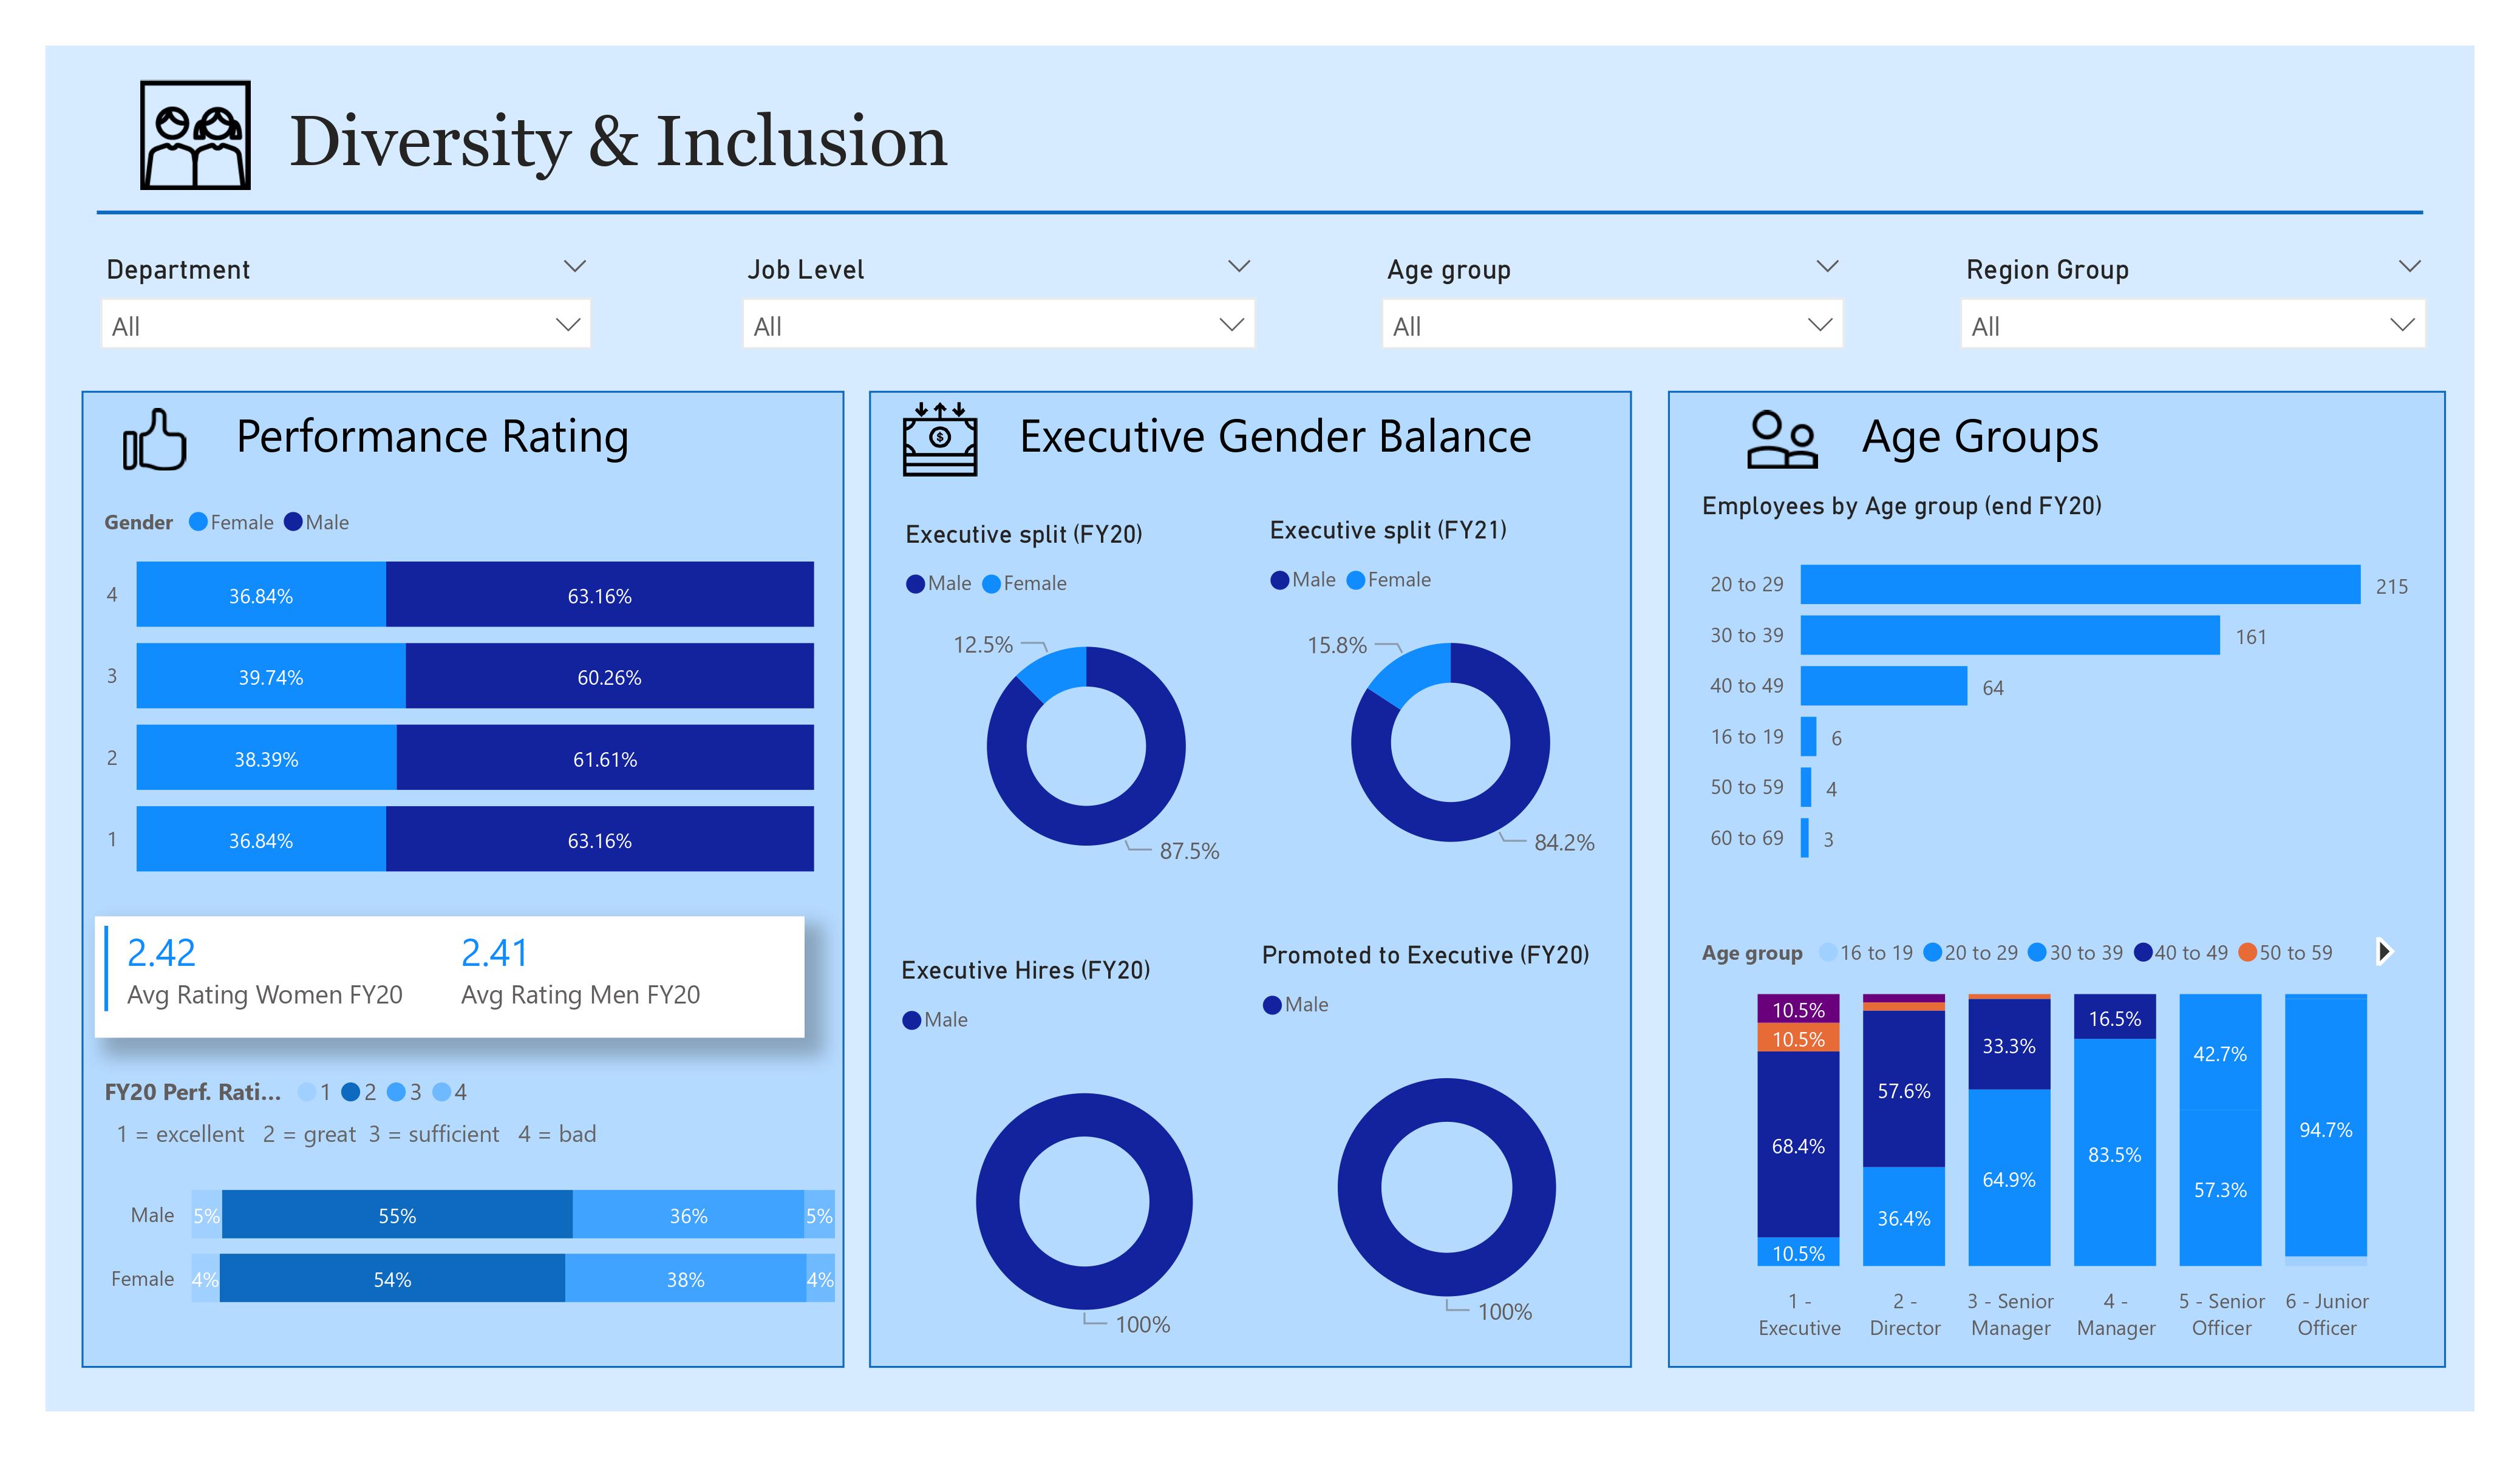 Diversity & Inclusion
Department
All
Job Level
All
Age group
All
Region Group
All
Performance Rating
Gender Female Male
4 36.84% 63.16%
3 39.74% 60.26%
2 38.39% 61.61%
1 36.84% 63.16%
2.42
Avg Rating Women FY20
2.41
Avg Rating Men FY20
FY20 Perf. Rati... 1 2 3 4
1 = excellent 2 = great 3 = sufficient 4 = bad
Male 5% 55% 36% 5%
Female 4% 54% 38% 4%
$
Executive Gender Balance
Executive split (FY20)
Male Female
12.5%
87.5%
Executive split (FY21)
Male Female
15.8%
84.2%
Executive Hires (FY20)
Male
100%
Promoted to Executive (FY20)
Male
100%
Age Groups
Employees by Age group (end FY20)
20 to 29 215
30 to 39 161
40 to 49 64
16 to 19 6
50 to 59 4
60 to 69 3
Age group 16 to 19 20 to 29 30 to 39 40 to 49 50 to 59
10.5%
10.5%
68.4%
10.5%
1 -
Executive
57.6%
36.4%
2 -
Director
33.3%
64.9%
3 - Senior
Manager
16.5%
83.5%
4 -
Manager
42.7%
57.3%
5 - Senior
Officer
94.7%
6 - Junior
Officer